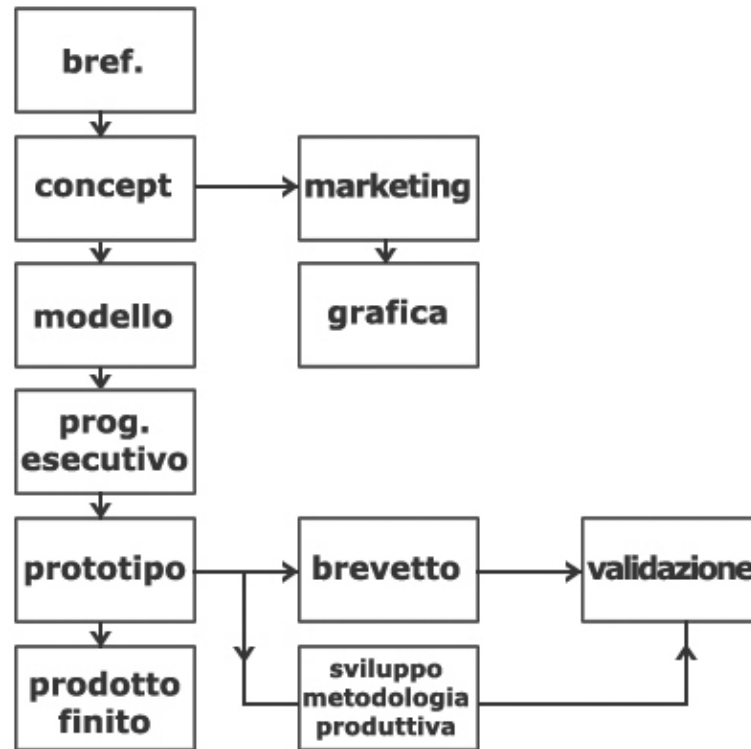 bref.
concept
marketing
modello
grafica
prog.
esecutivo
prototipo
brevetto
validazione
prodotto
finito
sviluppo
metodologia
produttiva